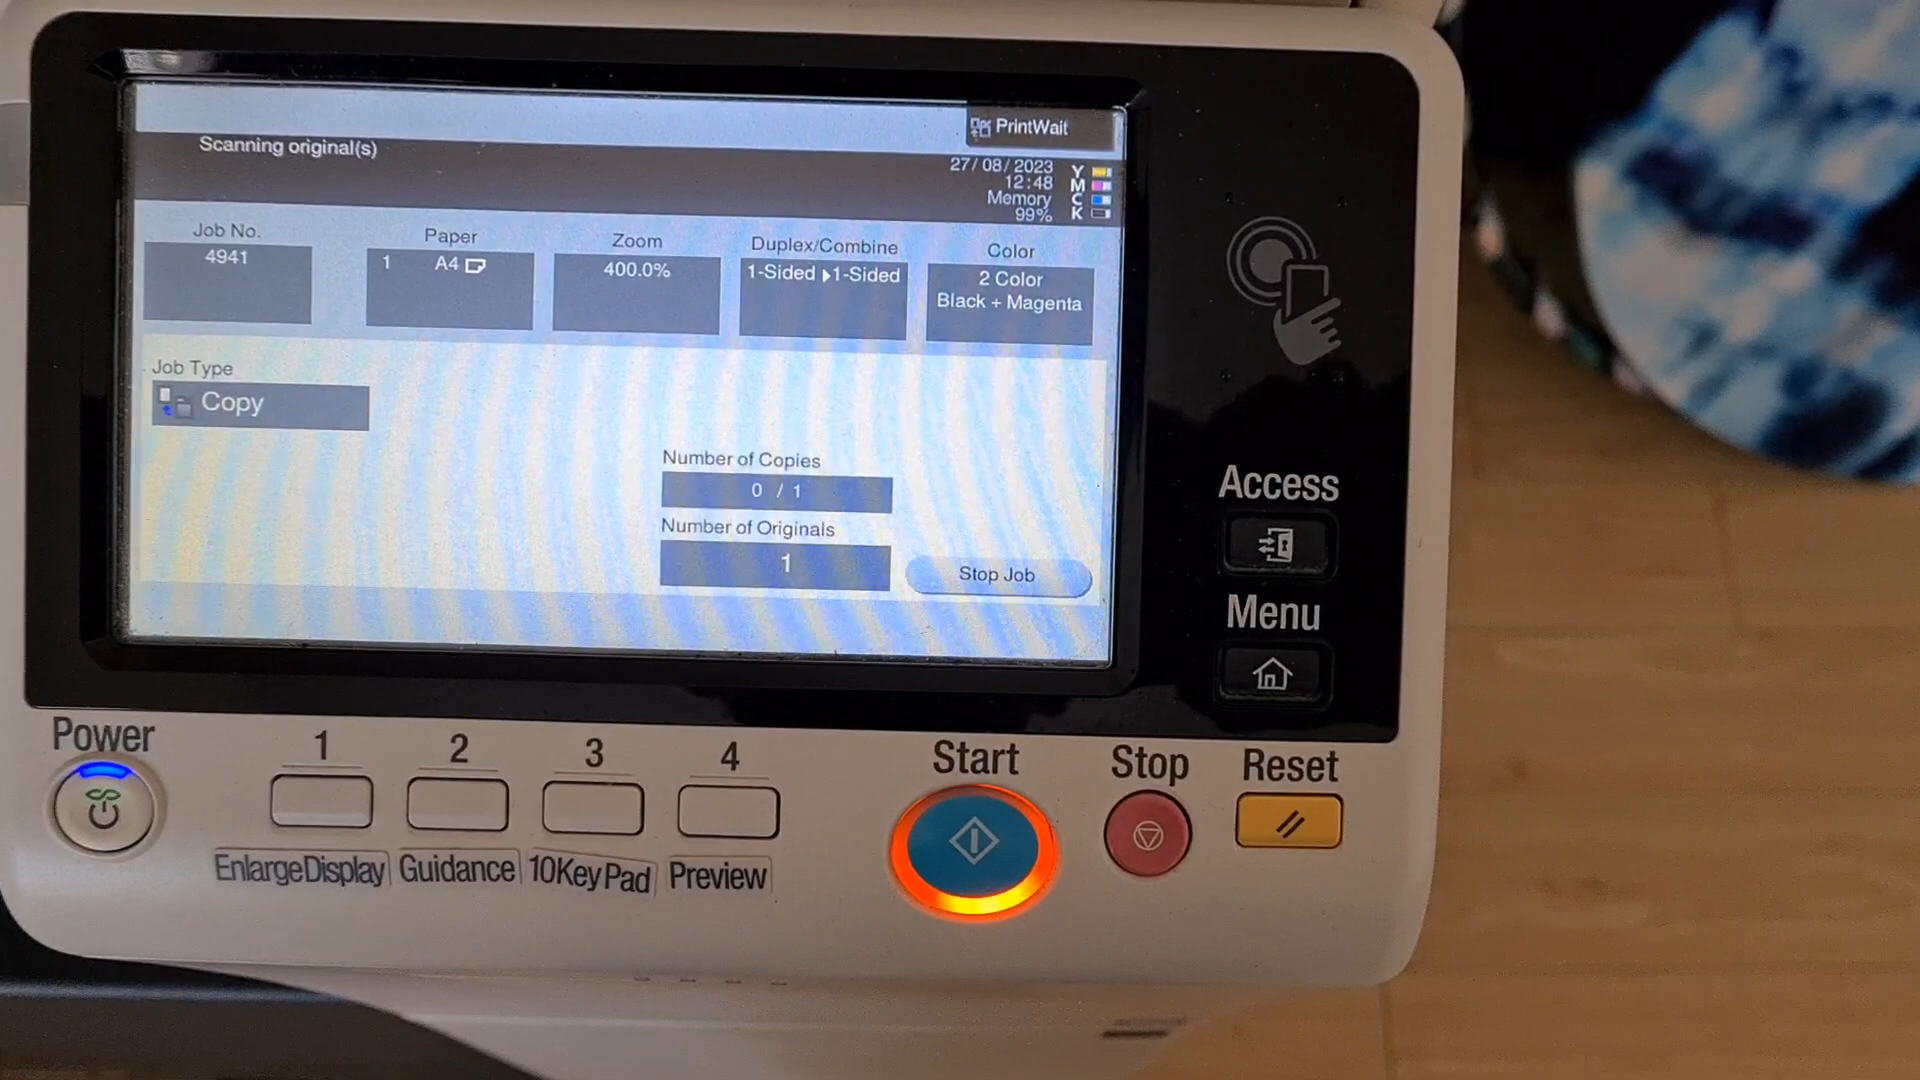 PrintWait
Scanning original(s)
27/08/2023
12:48
Memory
99%
Y
M
C
K
Job No.
4941
Paper
1 A4
Zoom
400.0%
Duplex/Combine
1-Sided ▶1-Sided
Color
2 Color
Black + Magenta
Job Type
Copy
Number of Copies
0 / 1
Number of Originals
1
Stop Job
Access
Menu
Power
1
2
3
4
Start
Stop
Reset
EnlargeDisplay
Guidance
10KeyPad
Preview